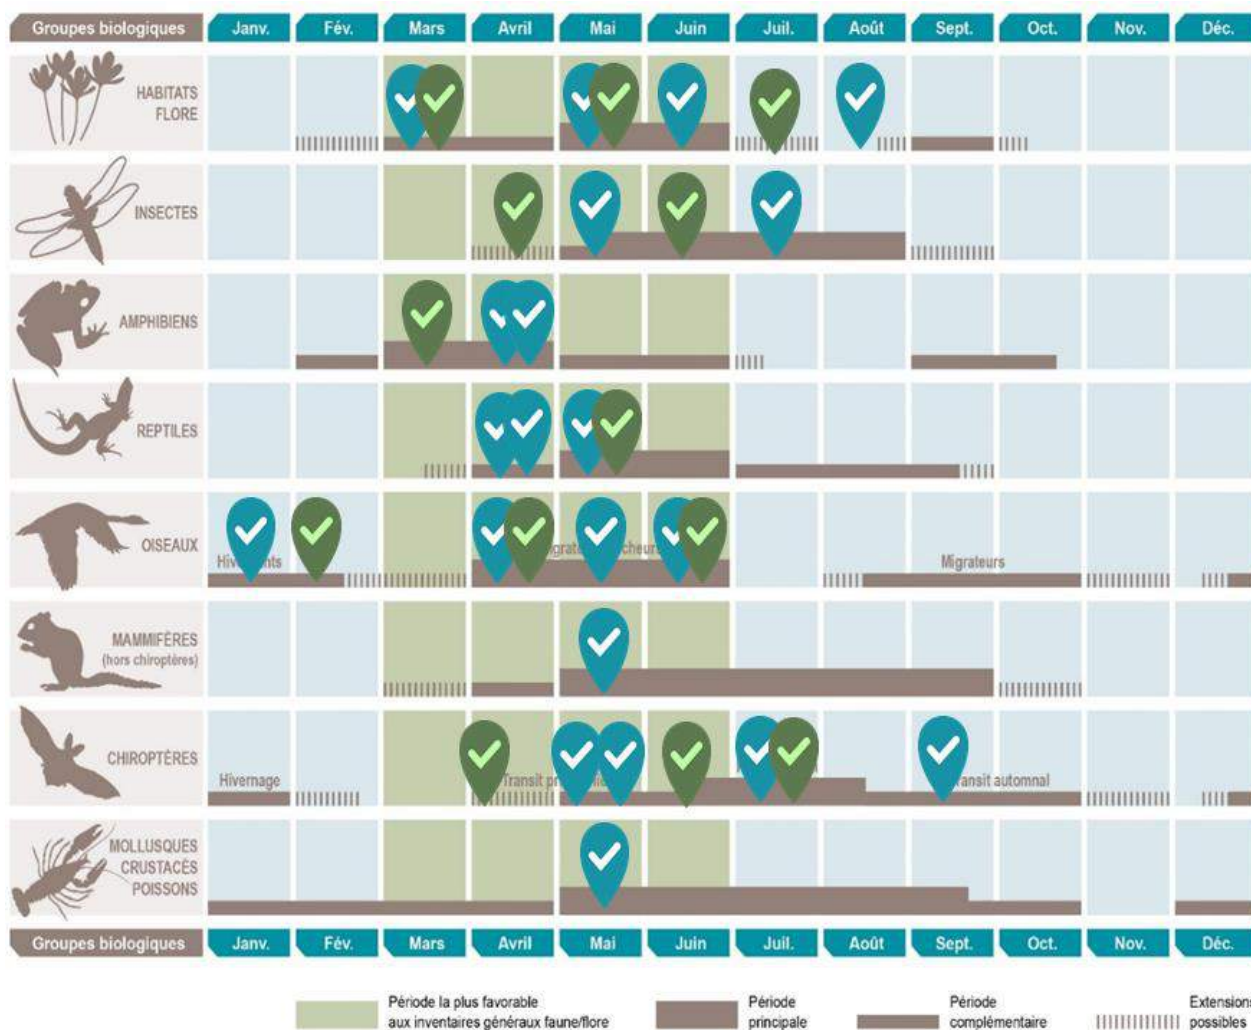 Groupes biologiques Janv. Fév. Mars Avril Mai Juin Juil. Août Sept. Oct. Nov. Déc.
HABITATS
FLORE
INSECTES
AMPHIBIENS
REPTILES
OISEAUX
Migrateurs
MAMMIFÈRES
(hors chiroptères)
CHIROPTÈRES
Hivernage Transit automnal
MOLLUSQUES
CRUSTACÉS
POISSONS
Groupes biologiques Janv. Fév. Mars Avril Mai Juin Juil. Août Sept. Oct. Nov. Déc.
Période la plus favorable
aux inventaires généraux faune/flore
Période
principale
Période
complémentaire
Extensions
possibles